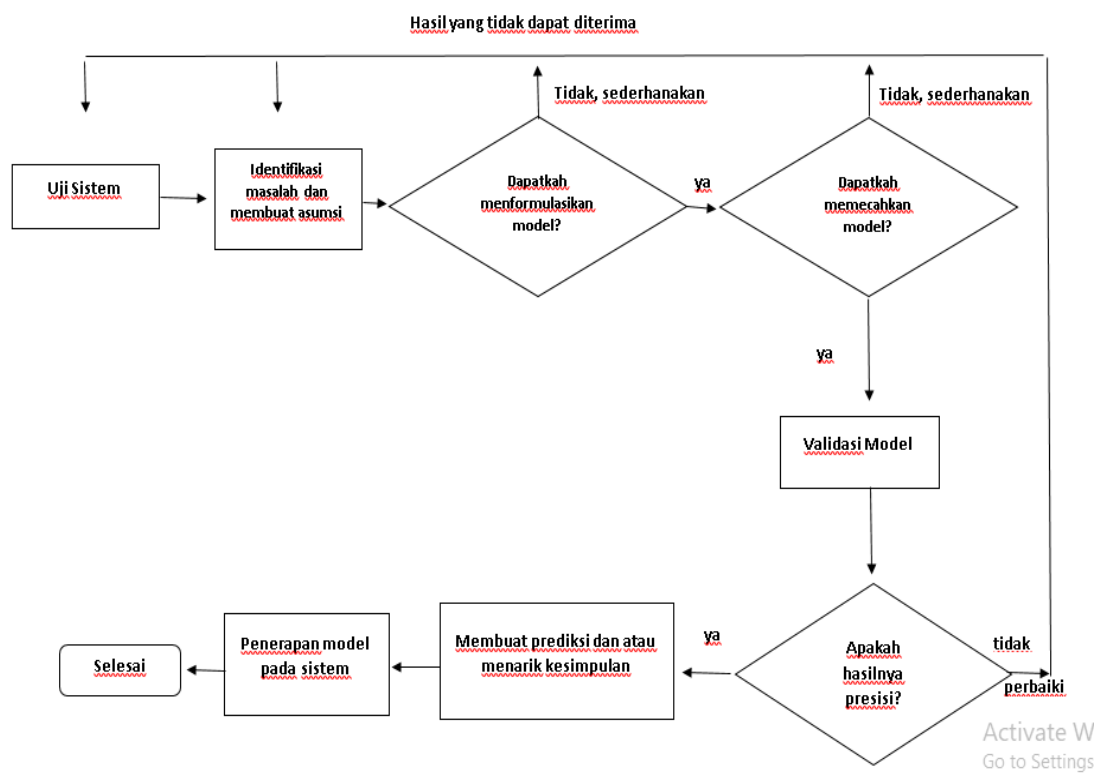 Hasil yang tidak dapat diterima
Tidak, sederhanakan
Tidak, sederhanakan
Uji Sistem
Identifikasi
masalah dan
membuat asumsi
Dapatkah
menformulasikan
model?
ya
Dapatkah
memecahkan
model?
ya
Validasi Model
Apakah
hasilnya
presisi?
tidak
perbaiki
ya
Membuat prediksi dan atau
menarik kesimpulan
Penerapan model
pada sistem
Selesai
Activate W
Go to Settings